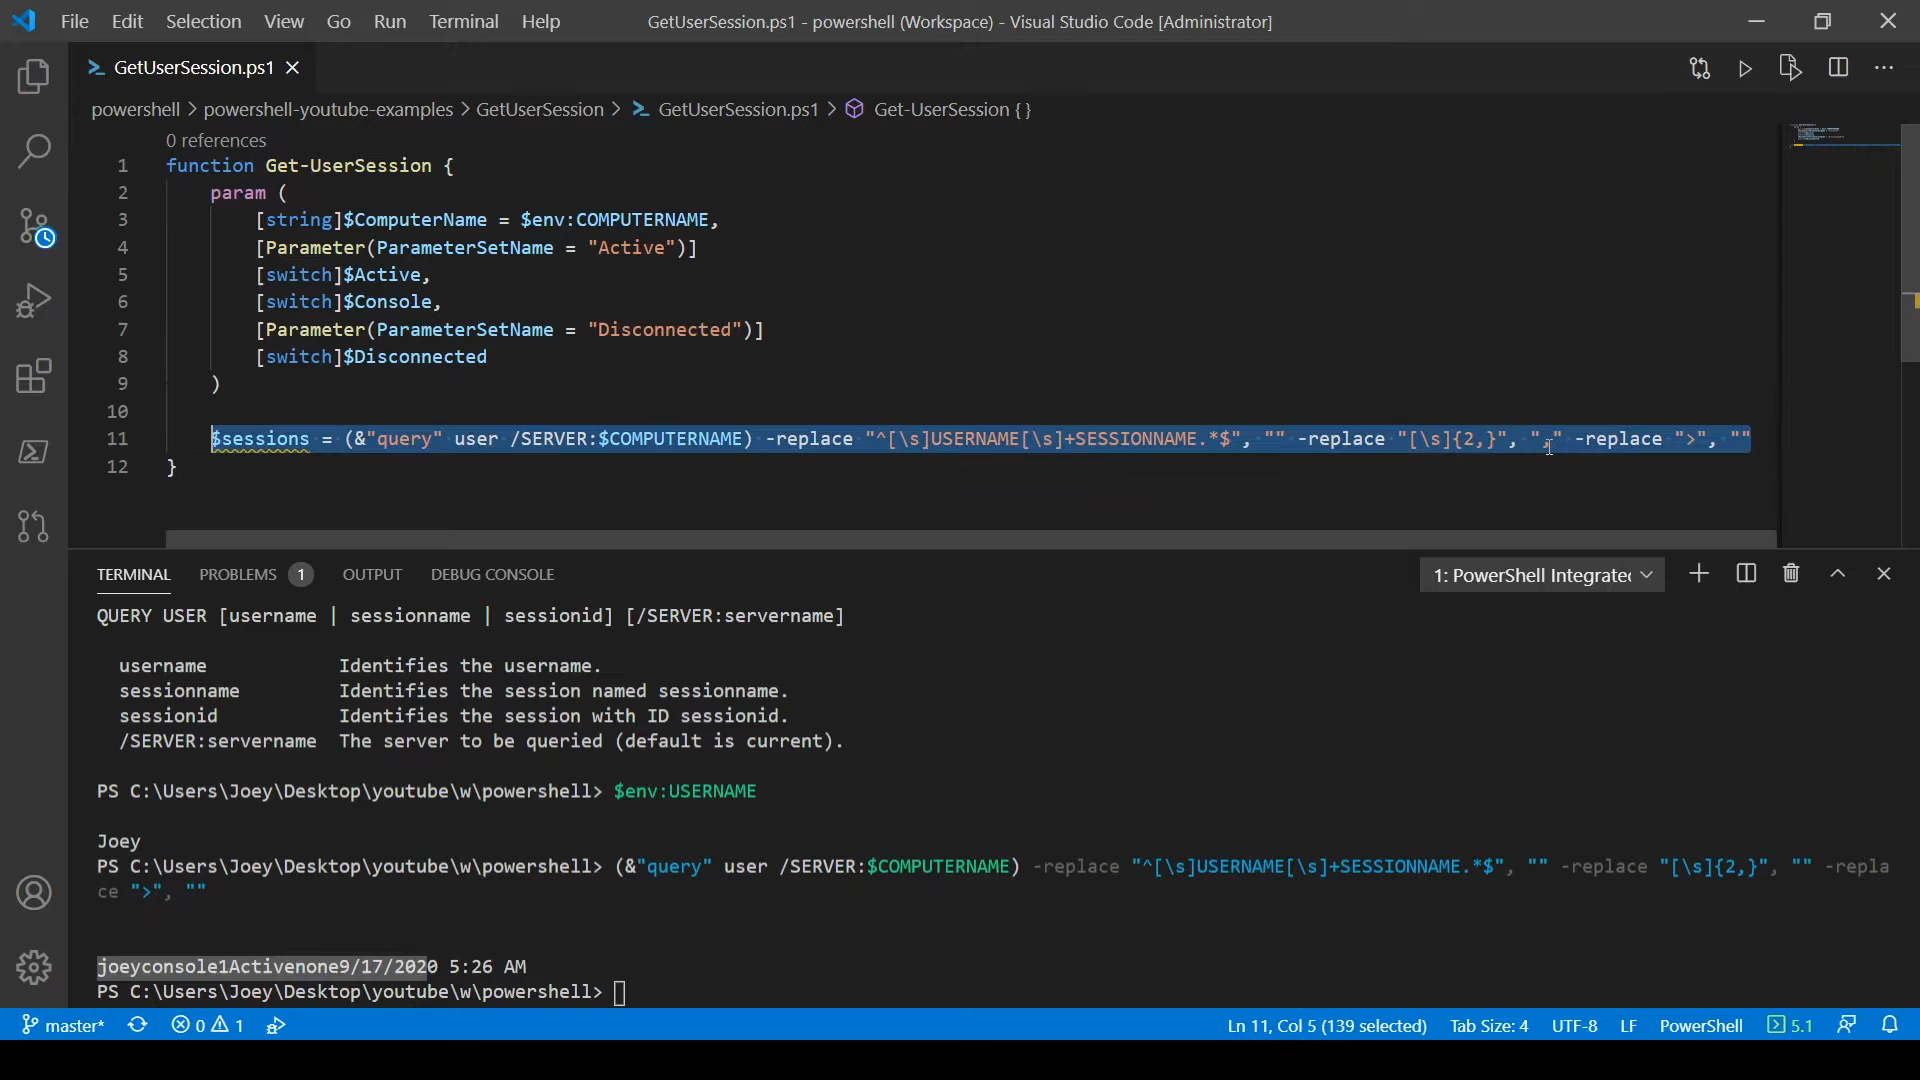 File Edit Selection View Go Run Terminal Help GetUserSession.ps1 - powershell (Workspace) - Visual Studio Code [Administrator]
GetUserSession.ps1
powershell > powershell-youtube-examples > GetUserSession > GetUserSession.ps1 > Get-UserSession { }
0 references
1 function Get-UserSession {
2 param (
3 [string]$ComputerName = $env:COMPUTERNAME,
4 [Parameter(ParameterSetName = "Active")]
5 [switch]$Active,
6 [switch]$Console,
7 [Parameter(ParameterSetName = "Disconnected")]
8 [switch]$Disconnected
9 )
10
11 $sessions = (&"query" user /SERVER:$COMPUTERNAME) -replace "^[\s]USERNAME[\s]+SESSIONNAME.*$", "" -replace "[\s]{2,}", "," -replace ">", ""
12 }
TERMINAL PROBLEMS 1 OUTPUT DEBUG CONSOLE 1: PowerShell Integrated
QUERY USER [username | sessionname | sessionid] [/SERVER:servername]
username Identifies the username.
sessionname Identifies the session named sessionname.
sessionid Identifies the session with ID sessionid.
/SERVER:servername The server to be queried (default is current).
PS C:\Users\Joey\Desktop\youtube\w\powershell> $env:USERNAME
Joey
PS C:\Users\Joey\Desktop\youtube\w\powershell> (&"query" user /SERVER:$COMPUTERNAME) -replace "^[\s]USERNAME[\s]+SESSIONNAME.*$", "" -replace "[\s]{2,}", "" -repla
ce ">", ""
joeyconsole1Activenone9/17/2020 5:26 AM
PS C:\Users\Joey\Desktop\youtube\w\powershell>
master* 0 1 Ln 11, Col 5 (139 selected) Tab Size: 4 UTF-8 LF PowerShell 5.1